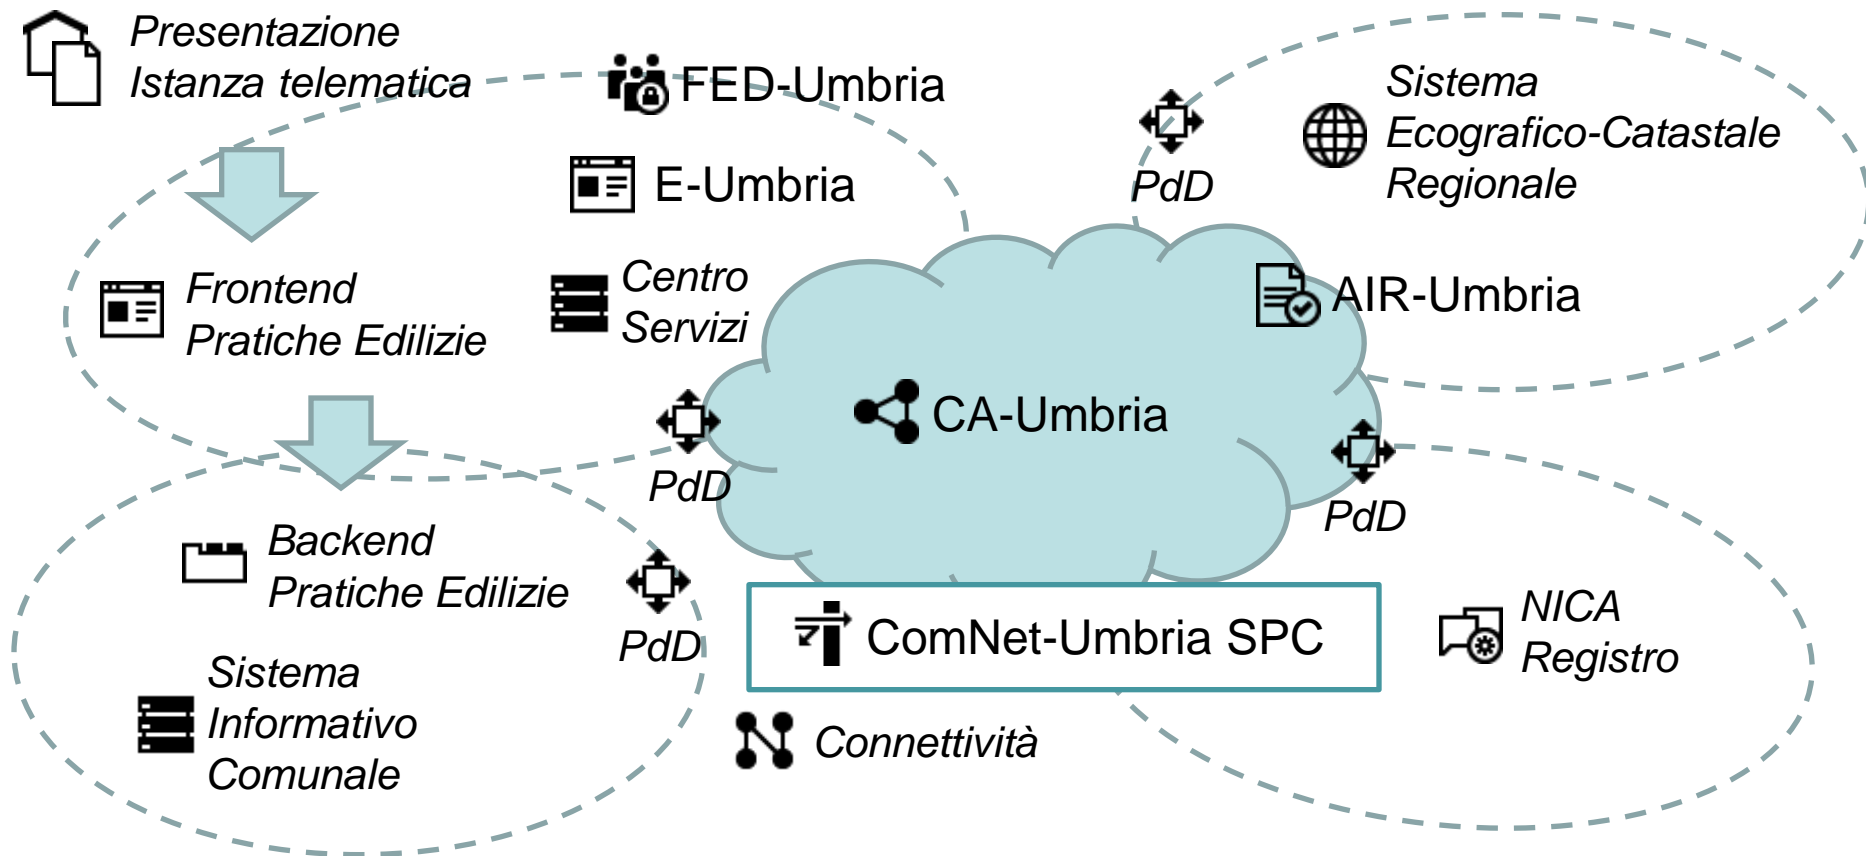 Presentazione
Istanza telematica
FED-Umbria
E-Umbria
PdD
Sistema
Ecografico-Catastale
Regionale
Frontend
Pratiche Edilizie
Centro
Servizi
AIR-Umbria
CA-Umbria
PdD
PdD
Backend
Pratiche Edilizie
PdD
ComNet-Umbria SPC
NICA
Registro
Sistema
Informativo
Comunale
Connettività